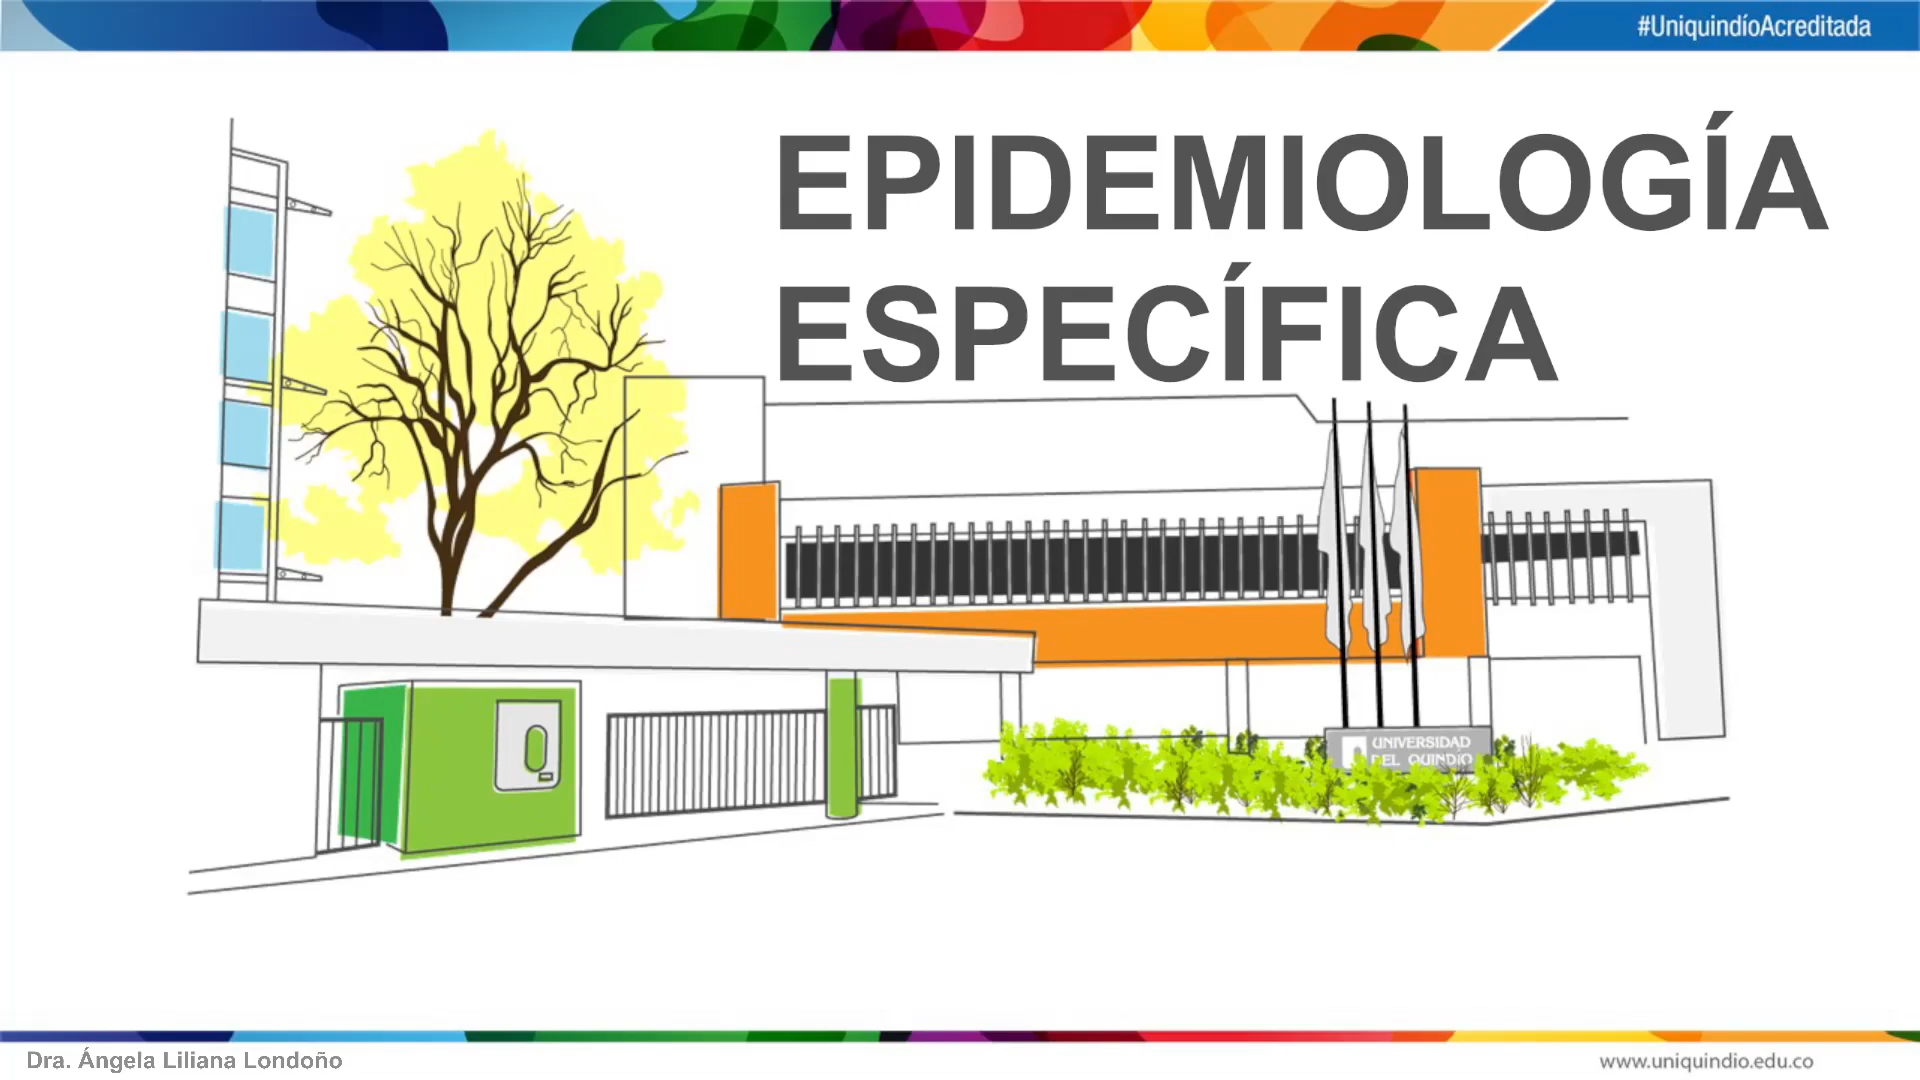 #UniquindíoAcreditada
EPIDEMIOLOGÍA
ESPECÍFICA
UNIVERSIDAD
DEL QUINDÍO
Dra. Ángela Liliana Londoño
www.uniquindio.edu.co